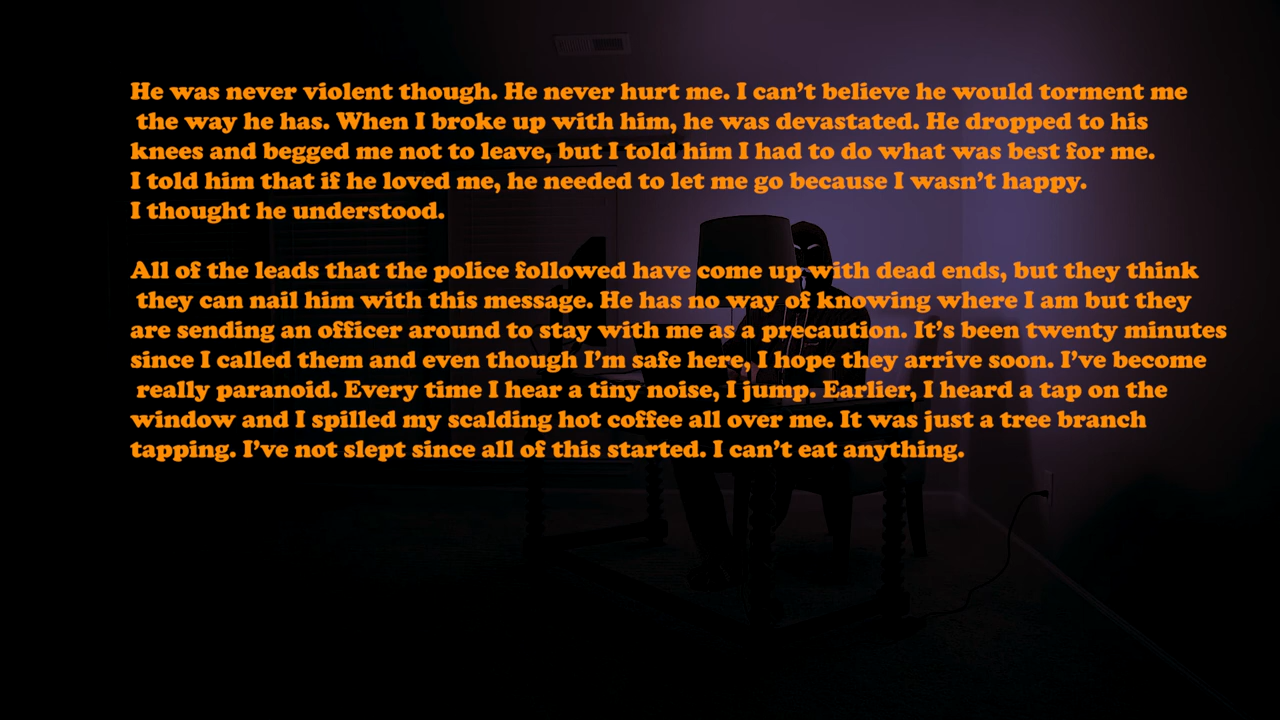 He was never violent though. He never hurt me. I can’t believe he would torment me
the way he has. When I broke up with him, he was devastated. He dropped to his
knees and begged me not to leave, but I told him I had to do what was best for me.
I told him that if he loved me, he needed to let me go because I wasn’t happy.
I thought he understood.
All of the leads that the police followed have come up with dead ends, but they think
they can nail him with this message. He has no way of knowing where I am but they
are sending an officer around to stay with me as a precaution. It’s been twenty minutes
since I called them and even though I’m safe here, I hope they arrive soon. I’ve become
really paranoid. Every time I hear a tiny noise, I jump. Earlier, I heard a tap on the
window and I spilled my scalding hot coffee all over me. It was just a tree branch
tapping. I’ve not slept since all of this started. I can’t eat anything.